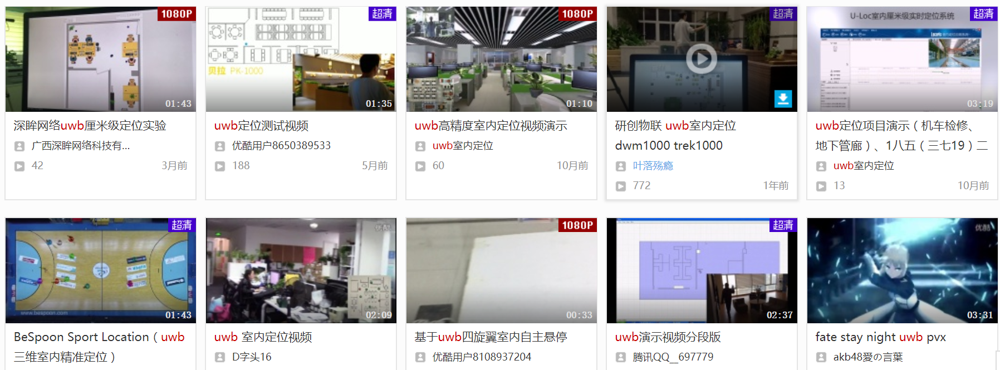 1080P
01:43
深眸网络uwb厘米级定位实验
广西深眸网络科技有...
42
3月前
超清
贝拉 PK-1000
01:35
uwb定位测试视频
优酷用户8650389533
188
5月前
1080P
01:10
uwb高精度室内定位视频演示
uwb室内定位
60
10月前
超清
研创物联 uwb室内定位
dwm1000 trek1000
叶落殇瘾
772
1年前
超清
U-Loc室内厘米级实时定位系统
03:19
uwb定位项目演示（机车检修、
地下管廊）、1八五（三七19）二
uwb室内定位
13
10月前
超清
www.bespoon.com
01:43
BeSpoon Sport Location（uwb
三维室内精准定位）
优酷
02:09
uwb 室内定位视频
D字头16
1080P
00:33
基于uwb四旋翼室内自主悬停
优酷用户8108937204
超清
02:37
uwb演示视频分段版
腾讯QQ__697779
优酷
03:31
fate stay night uwb pvx
akb48愛の言葉